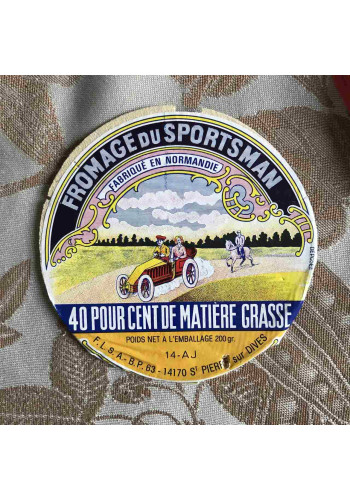 FROMAGE DU SPORTSMAN
FABRIQUÉ EN NORMANDIE
40 POUR CENT DE MATIÈRE GRASSE
POIDS NET A L'EMBALLAGE 200 gr.
14-AJ
F.L.S.A.-B.P. 63 - 14170 Sᵗ PIERRE sur DIVES